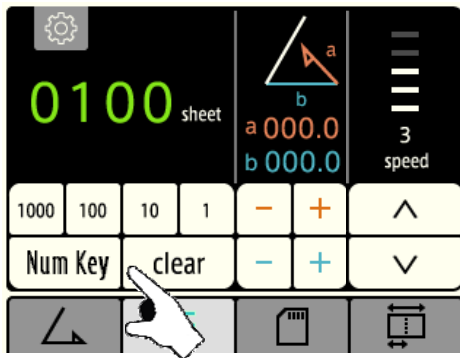 0100 sheet
a
b
a 000.0
b 000.0
3
speed
1000 100 10 1 - +
Num Key clear - +